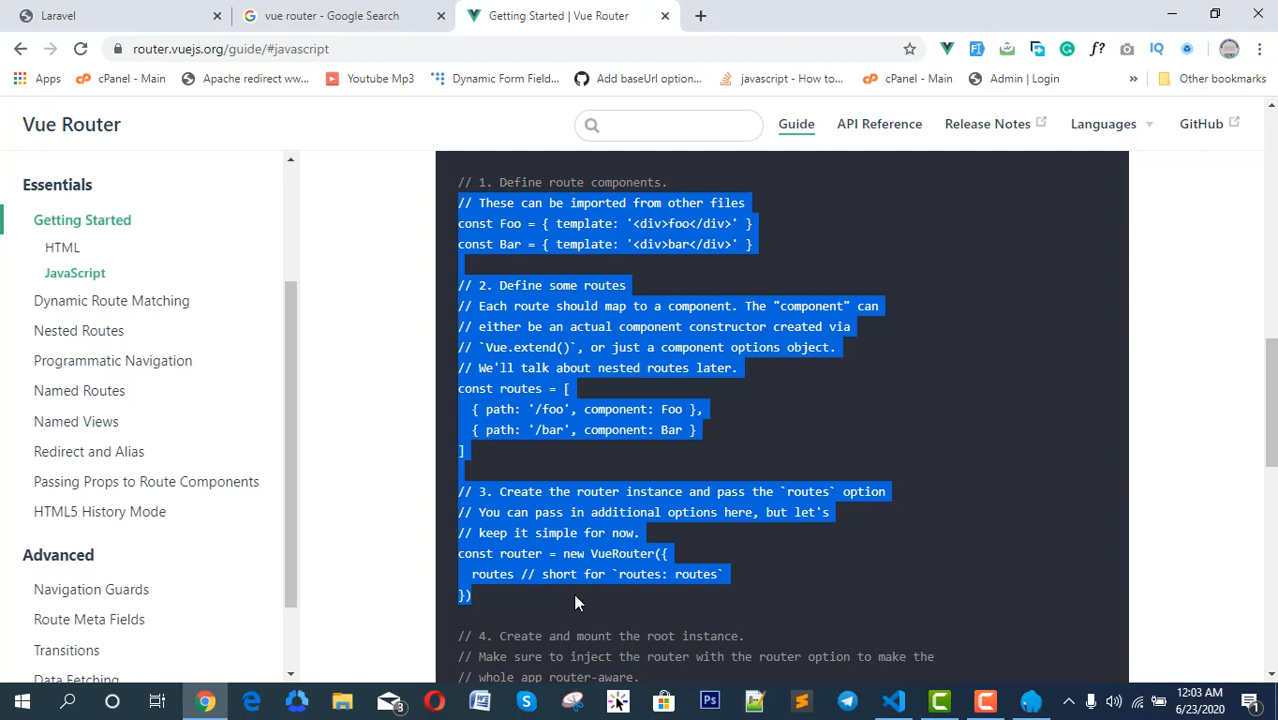 Laravel
vue router - Google Search
Getting Started | Vue Router
router.vuejs.org/guide/#javascript
Apps
cPanel - Main
Apache redirect ww...
Youtube Mp3
Dynamic Form Field...
Add baseUrl option...
javascript - How to...
cPanel - Main
Admin | Login
Other bookmarks
Vue Router
Guide
API Reference
Release Notes
Languages
GitHub
Essentials
Getting Started
HTML
JavaScript
Dynamic Route Matching
Nested Routes
Programmatic Navigation
Named Routes
Named Views
Redirect and Alias
Passing Props to Route Components
HTML5 History Mode
Advanced
Navigation Guards
Route Meta Fields
Transitions
Data Fetching
// 1. Define route components.
// These can be imported from other files
const Foo = { template: '<div>foo</div>' }
const Bar = { template: '<div>bar</div>' }
// 2. Define some routes
// Each route should map to a component. The "component" can
// either be an actual component constructor created via
// `Vue.extend()`, or just a component options object.
// We'll talk about nested routes later.
const routes = [
{ path: '/foo', component: Foo },
{ path: '/bar', component: Bar }
]
// 3. Create the router instance and pass the `routes` option
// You can pass in additional options here, but let's
// keep it simple for now.
const router = new VueRouter({
routes // short for `routes: routes`
})
// 4. Create and mount the root instance.
// Make sure to inject the router with the router option to make the
// whole app router-aware.
12:03 AM
6/23/2020